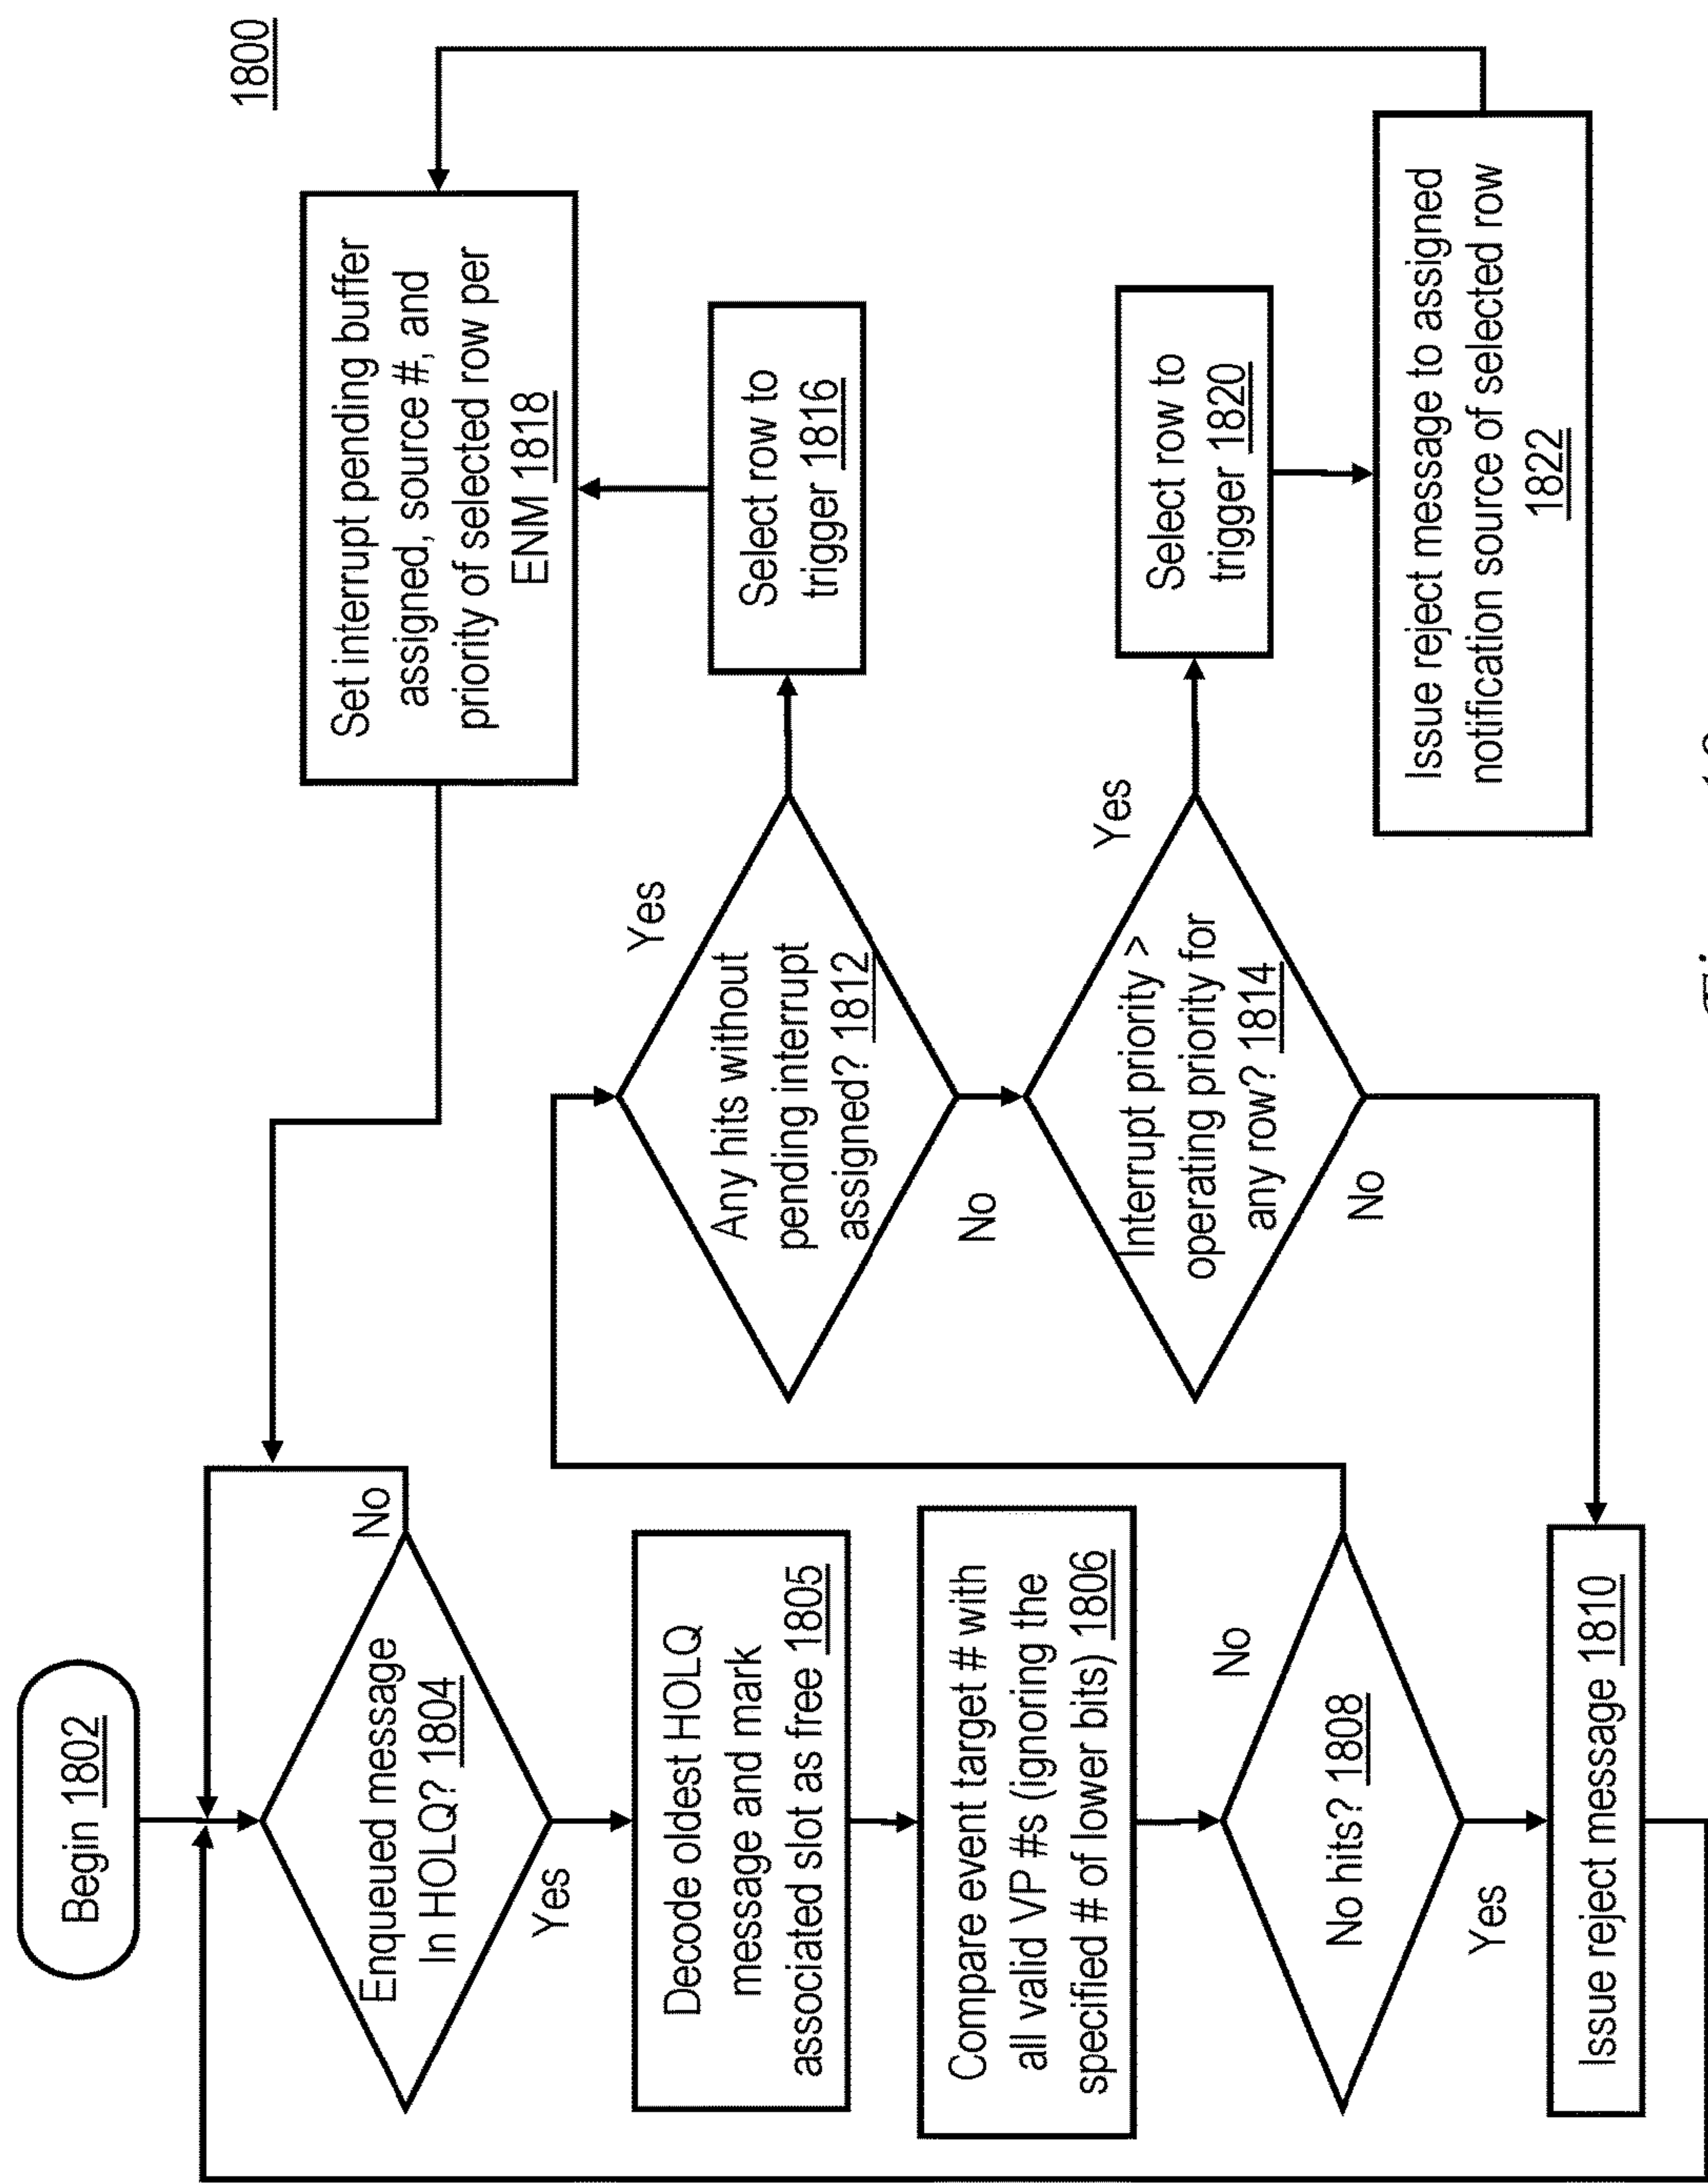 1800
Begin 1802
Enqueued message
In HOLQ? 1804
No
Yes
Decode oldest HOLQ
message and mark
associated slot as free 1805
Compare event target # with
all valid VP #s (ignoring the
specified # of lower bits) 1806
No hits? 1808
No
Yes
Issue reject message 1810
Any hits without
pending interrupt
assigned? 1812
Yes
No
Interrupt priority >
operating priority for
any row? 1814
Yes
No
Set interrupt pending buffer
assigned, source #, and
priority of selected row per
ENM 1818
Select row to
trigger 1816
Select row to
trigger 1820
Issue reject message to assigned
notification source of selected row
1822